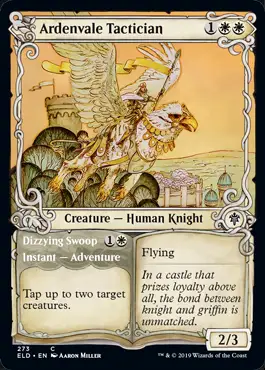 Ardenvale Tactician 1
Creature — Human Knight
Dizzying Swoop 1
Instant — Adventure
Tap up to two target
creatures.
Flying
In a castle that
prizes loyalty above
all, the bond between
knight and griffin is
unmatched.
2/3
273 C
ELD • EN AARON MILLER
™ & © 2019 Wizards of the Coast